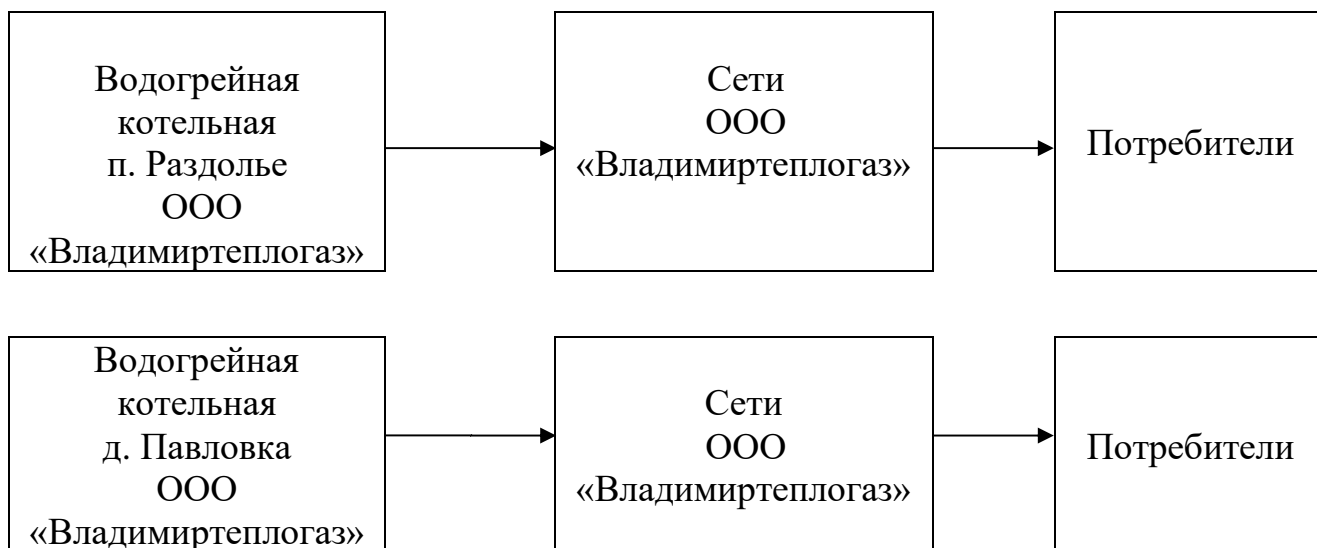 Водогрейная
котельная
п. Раздолье
ООО
«Владимиртеплогаз»
Сети
ООО
«Владимиртеплогаз»
Потребители
Водогрейная
котельная
д. Павловка
ООО
«Владимиртеплогаз»
Сети
ООО
«Владимиртеплогаз»
Потребители